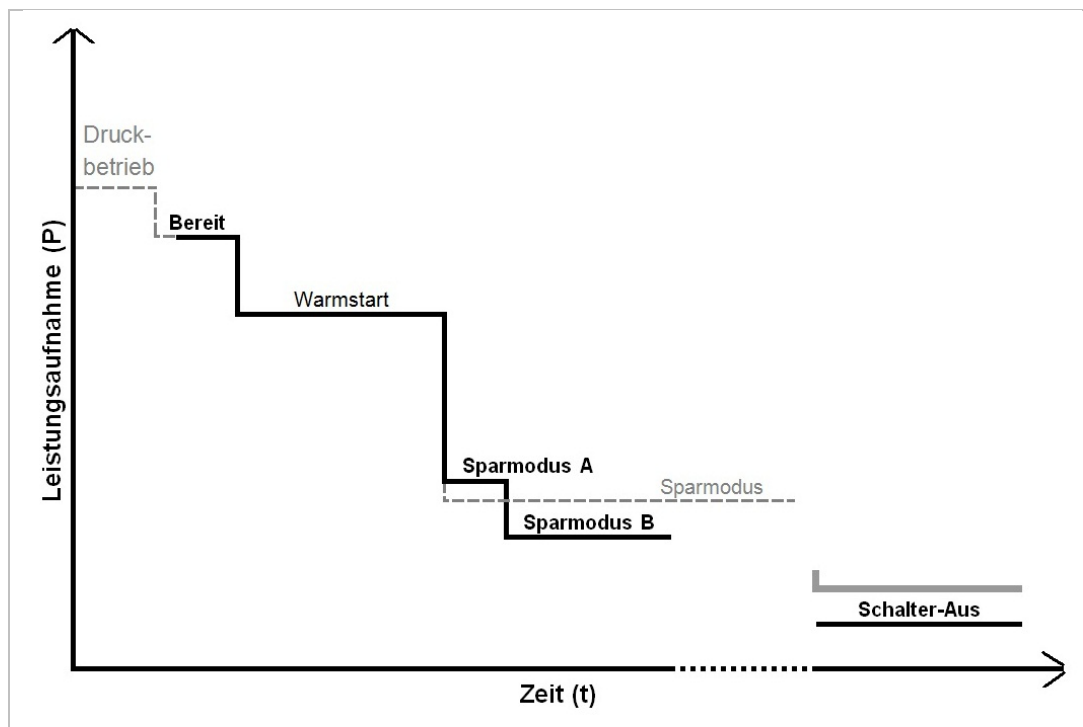 Druck-
betrieb
Bereit
Warmstart
Sparmodus A
Sparmodus
Sparmodus B
Schalter-Aus
Leistungsaufnahme (P)
Zeit (t)